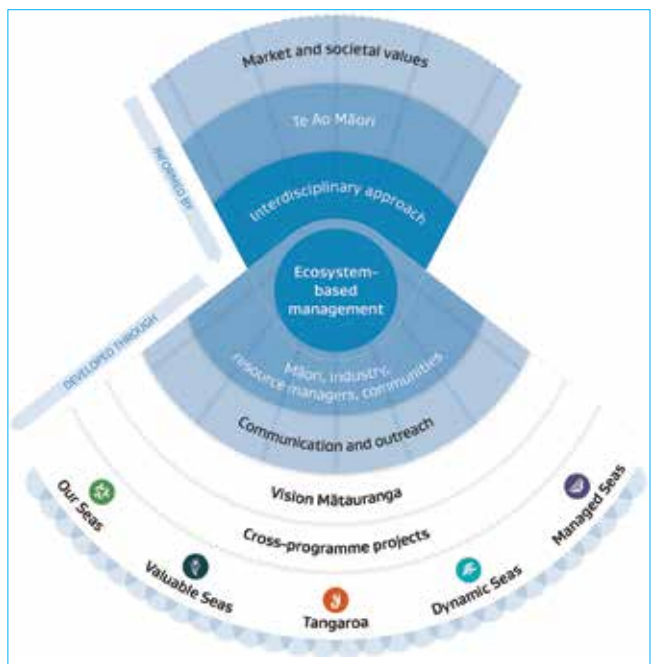 Market and societal values
Te Ao Māori
Interdisciplinary approach
INFORMED BY
Ecosystem-
based
management
DEVELOPED THROUGH
Māori, industry,
resource managers, communities
Communication and outreach
Vision Mātauranga
Cross-programme projects
Our Seas
Valuable Seas
Tangaroa
Dynamic Seas
Managed Seas